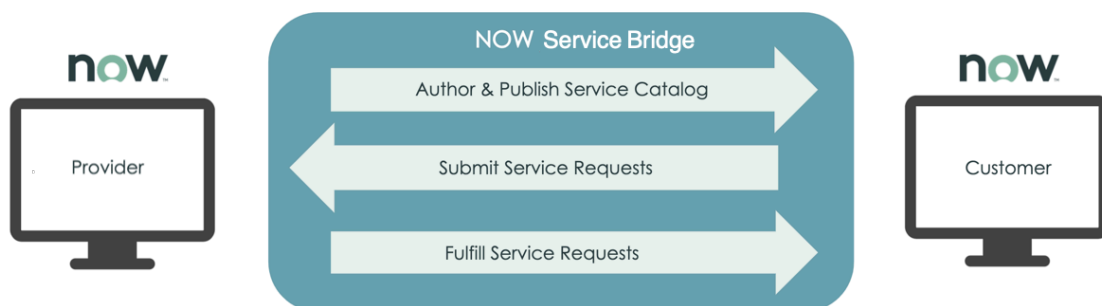 NOW Service Bridge
now
now
Author & Publish Service Catalog
Provider
Submit Service Requests
Customer
Fulfill Service Requests